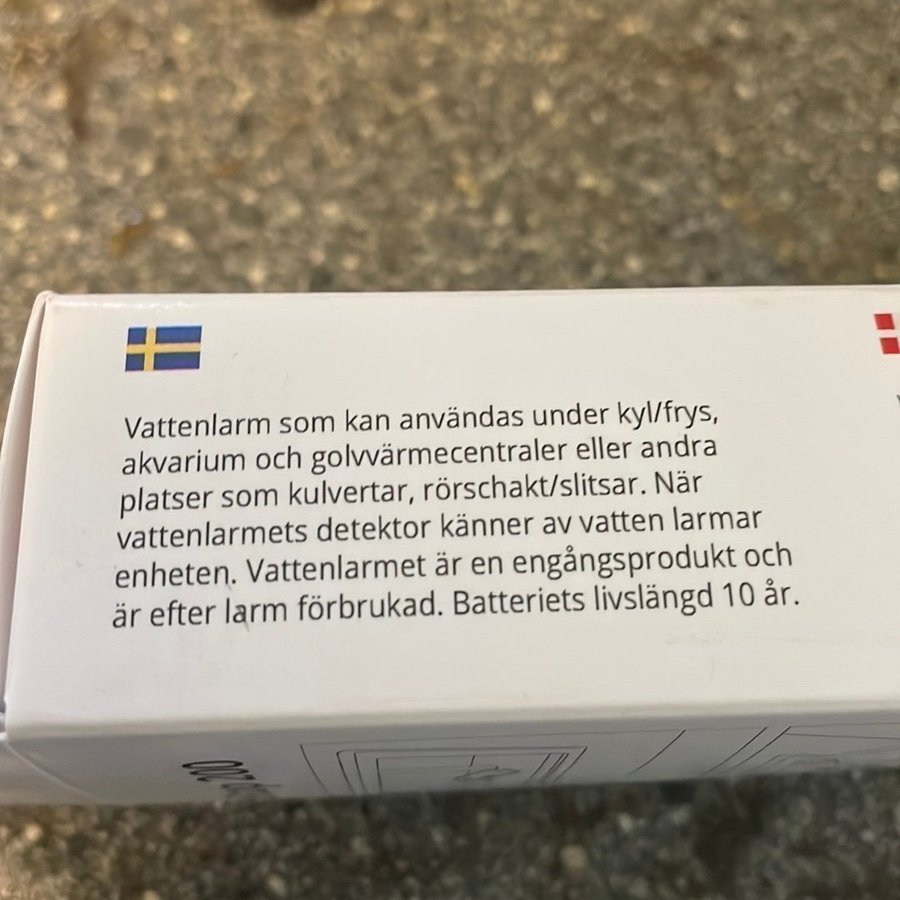 Vattenlarm som kan användas under kyl/frys,
akvarium och golvvärmecentraler eller andra
platser som kulvertar, rörschakt/slitsar. När
vattenlarmets detektor känner av vatten larmar
enheten. Vattenlarmet är en engångsprodukt och
är efter larm förbrukad. Batteriets livslängd 10 år.
200